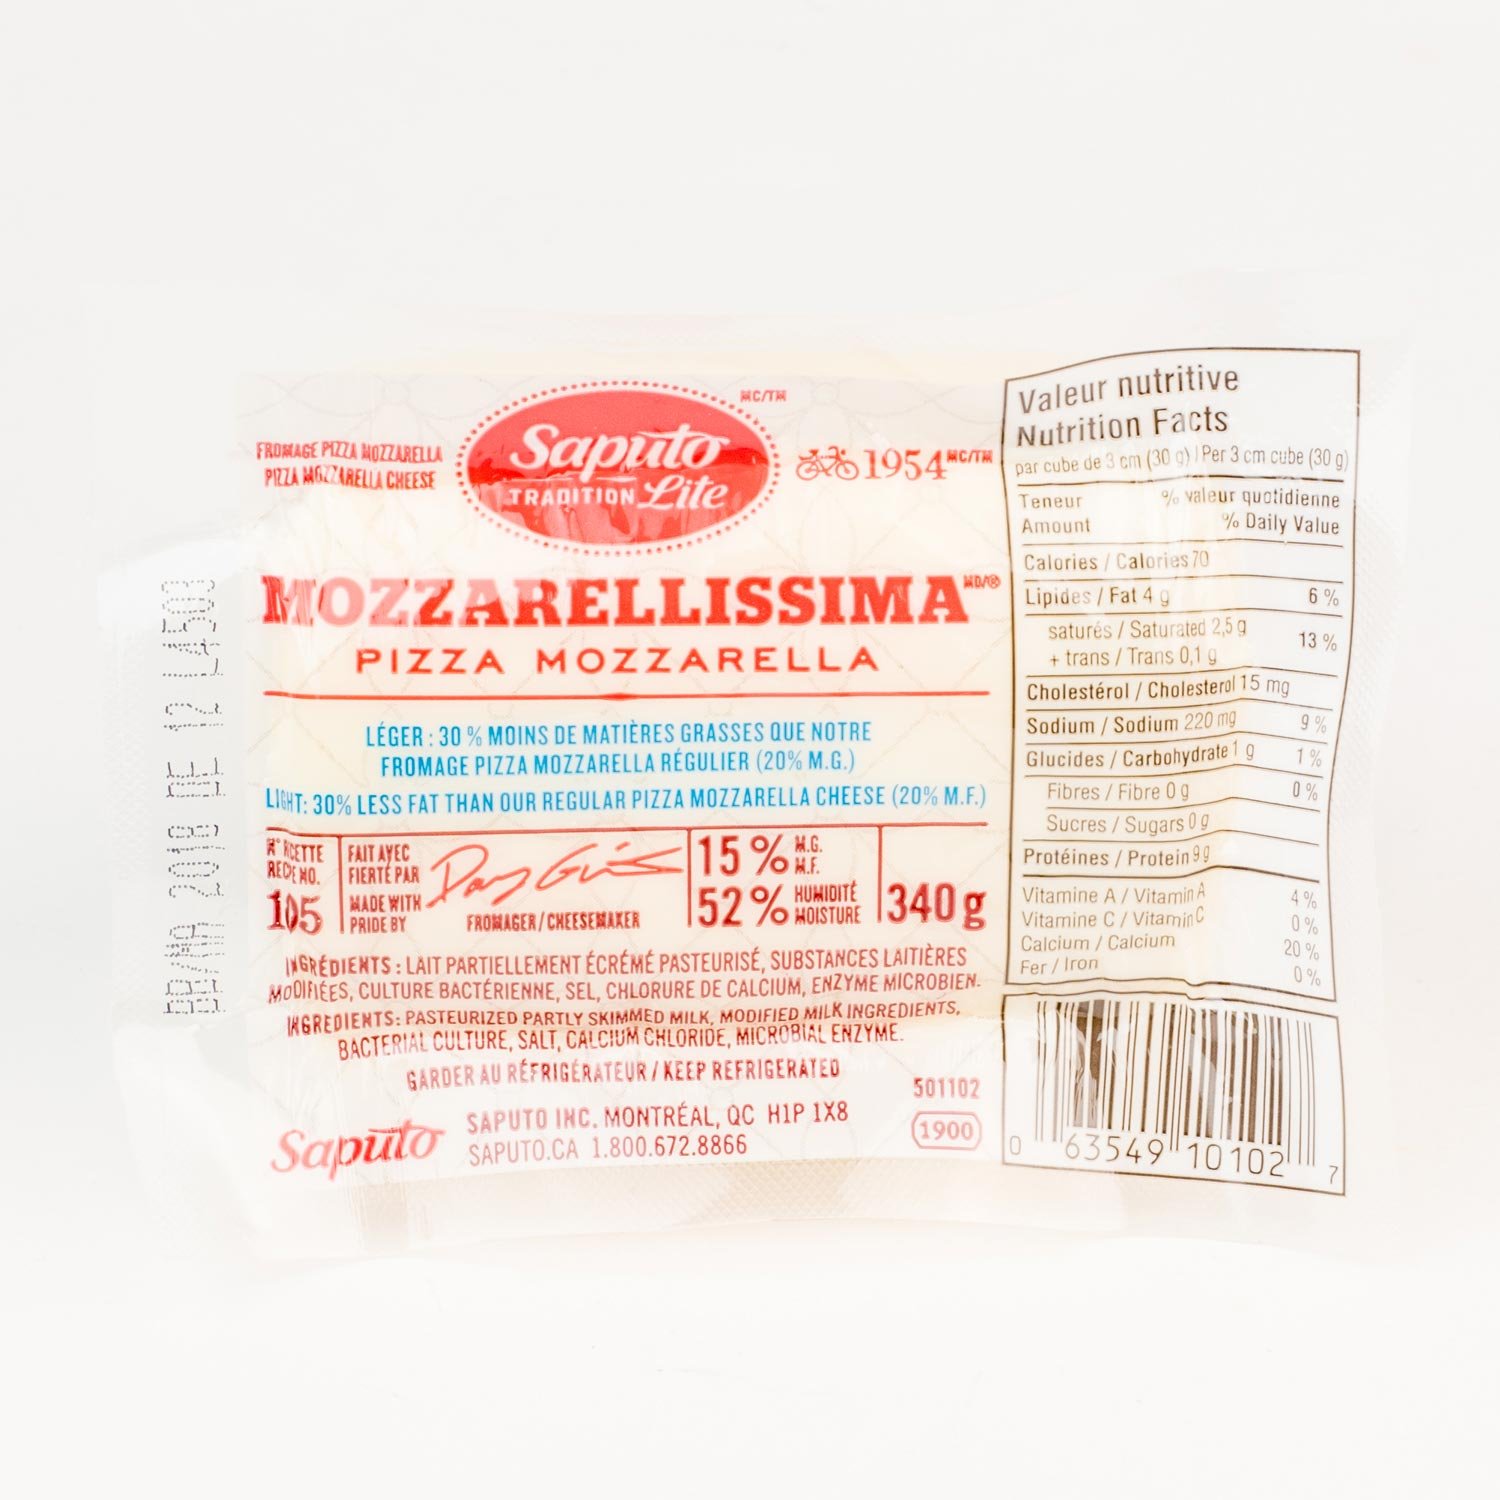 MC/TM
FROMAGE PIZZA MOZZARELLA
PIZZA MOZZARELLA CHEESE
Saputo
TRADITION Lite
1954 MC/TM
MOZZARELLISSIMA MD/®
PIZZA MOZZARELLA
LÉGER : 30 % MOINS DE MATIÈRES GRASSES QUE NOTRE
FROMAGE PIZZA MOZZARELLA RÉGULIER (20% M.G.)
LIGHT: 30% LESS FAT THAN OUR REGULAR PIZZA MOZZARELLA CHEESE (20% M.F.)
N° RECETTE
RECIPE NO.
105
FAIT AVEC
FIERTÉ PAR
MADE WITH
PRIDE BY
FROMAGER/CHEESEMAKER
15 % M.G.
M.F.
52 % HUMIDITÉ
MOISTURE
340 g
INGRÉDIENTS : LAIT PARTIELLEMENT ÉCRÉMÉ PASTEURISÉ, SUBSTANCES LAITIÈRES
MODIFIÉES, CULTURE BACTÉRIENNE, SEL, CHLORURE DE CALCIUM, ENZYME MICROBIEN.
INGREDIENTS: PASTEURIZED PARTLY SKIMMED MILK, MODIFIED MILK INGREDIENTS,
BACTERIAL CULTURE, SALT, CALCIUM CHLORIDE, MICROBIAL ENZYME.
GARDER AU RÉFRIGÉRATEUR / KEEP REFRIGERATED
Saputo
SAPUTO INC. MONTRÉAL, QC H1P 1X8
SAPUTO.CA 1.800.672.8866
501102
1900
Valeur nutritive
Nutrition Facts
par cube de 3 cm (30 g) / Per 3 cm cube (30 g)
Teneur % valeur quotidienne
Amount % Daily Value
Calories / Calories 70
Lipides / Fat 4 g 6 %
saturés / Saturated 2,5 g
+ trans / Trans 0,1 g 13 %
Cholestérol / Cholesterol 15 mg
Sodium / Sodium 220 mg 9 %
Glucides / Carbohydrate 1 g 1 %
Fibres / Fibre 0 g 0 %
Sucres / Sugars 0 g
Protéines / Protein 9 g
Vitamine A / Vitamin A 4 %
Vitamine C / Vitamin C 0 %
Calcium / Calcium 20 %
Fer / Iron 0 %
0 63549 10102 7
2018